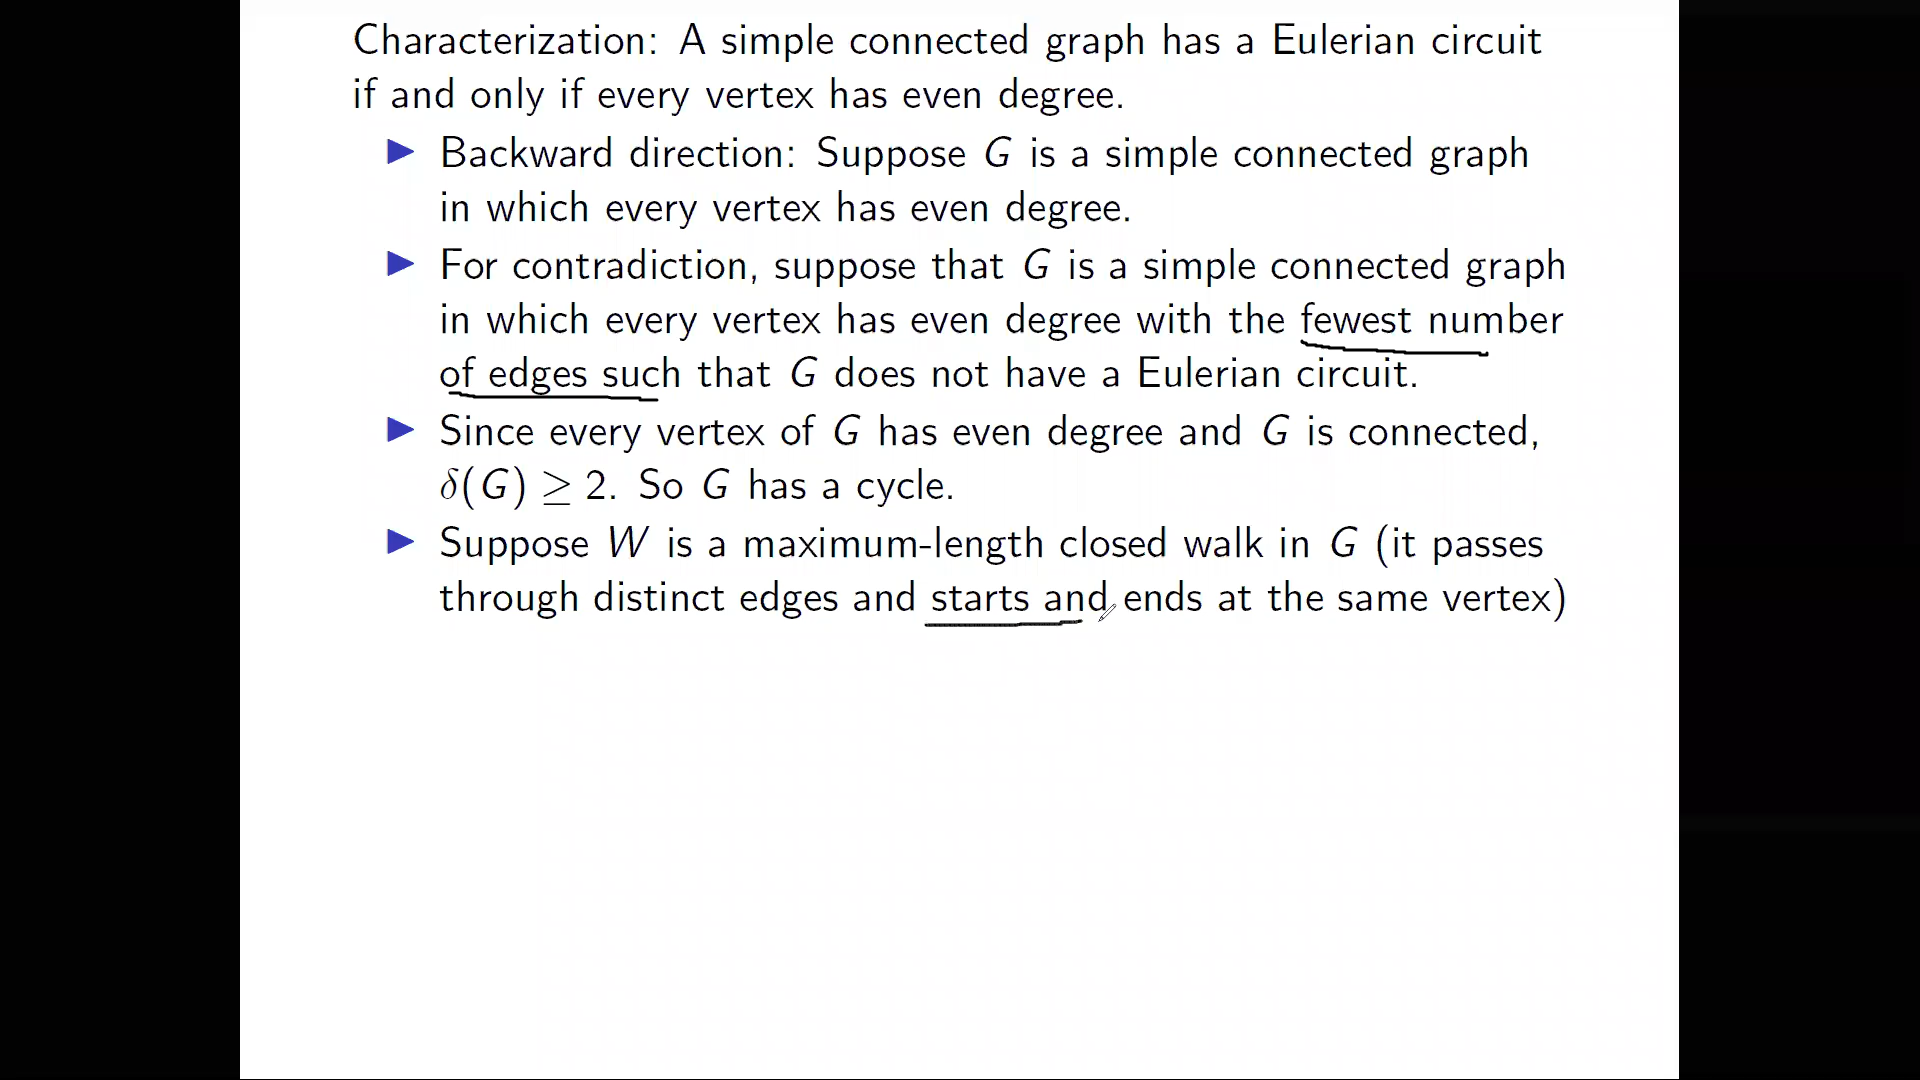 Characterization: A simple connected graph has a Eulerian circuit
if and only if every vertex has even degree.
Backward direction: Suppose G is a simple connected graph
in which every vertex has even degree.
For contradiction, suppose that G is a simple connected graph
in which every vertex has even degree with the fewest number
of edges such that G does not have a Eulerian circuit.
Since every vertex of G has even degree and G is connected,
δ(G) ≥ 2. So G has a cycle.
Suppose W is a maximum-length closed walk in G (it passes
through distinct edges and starts and ends at the same vertex)